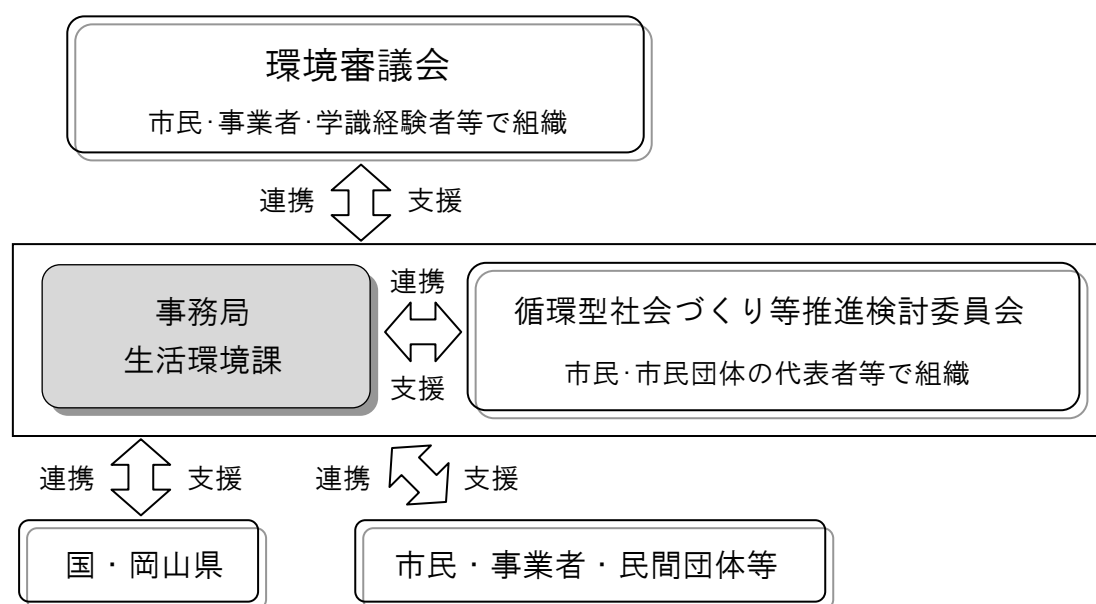 環境審議会
市民･事業者･学識経験者等で組織
連携 支援
事務局
生活環境課
連携
支援
循環型社会づくり等推進検討委員会
市民･市民団体の代表者等で組織
連携 支援
連携 支援
国・岡山県
市民・事業者・民間団体等